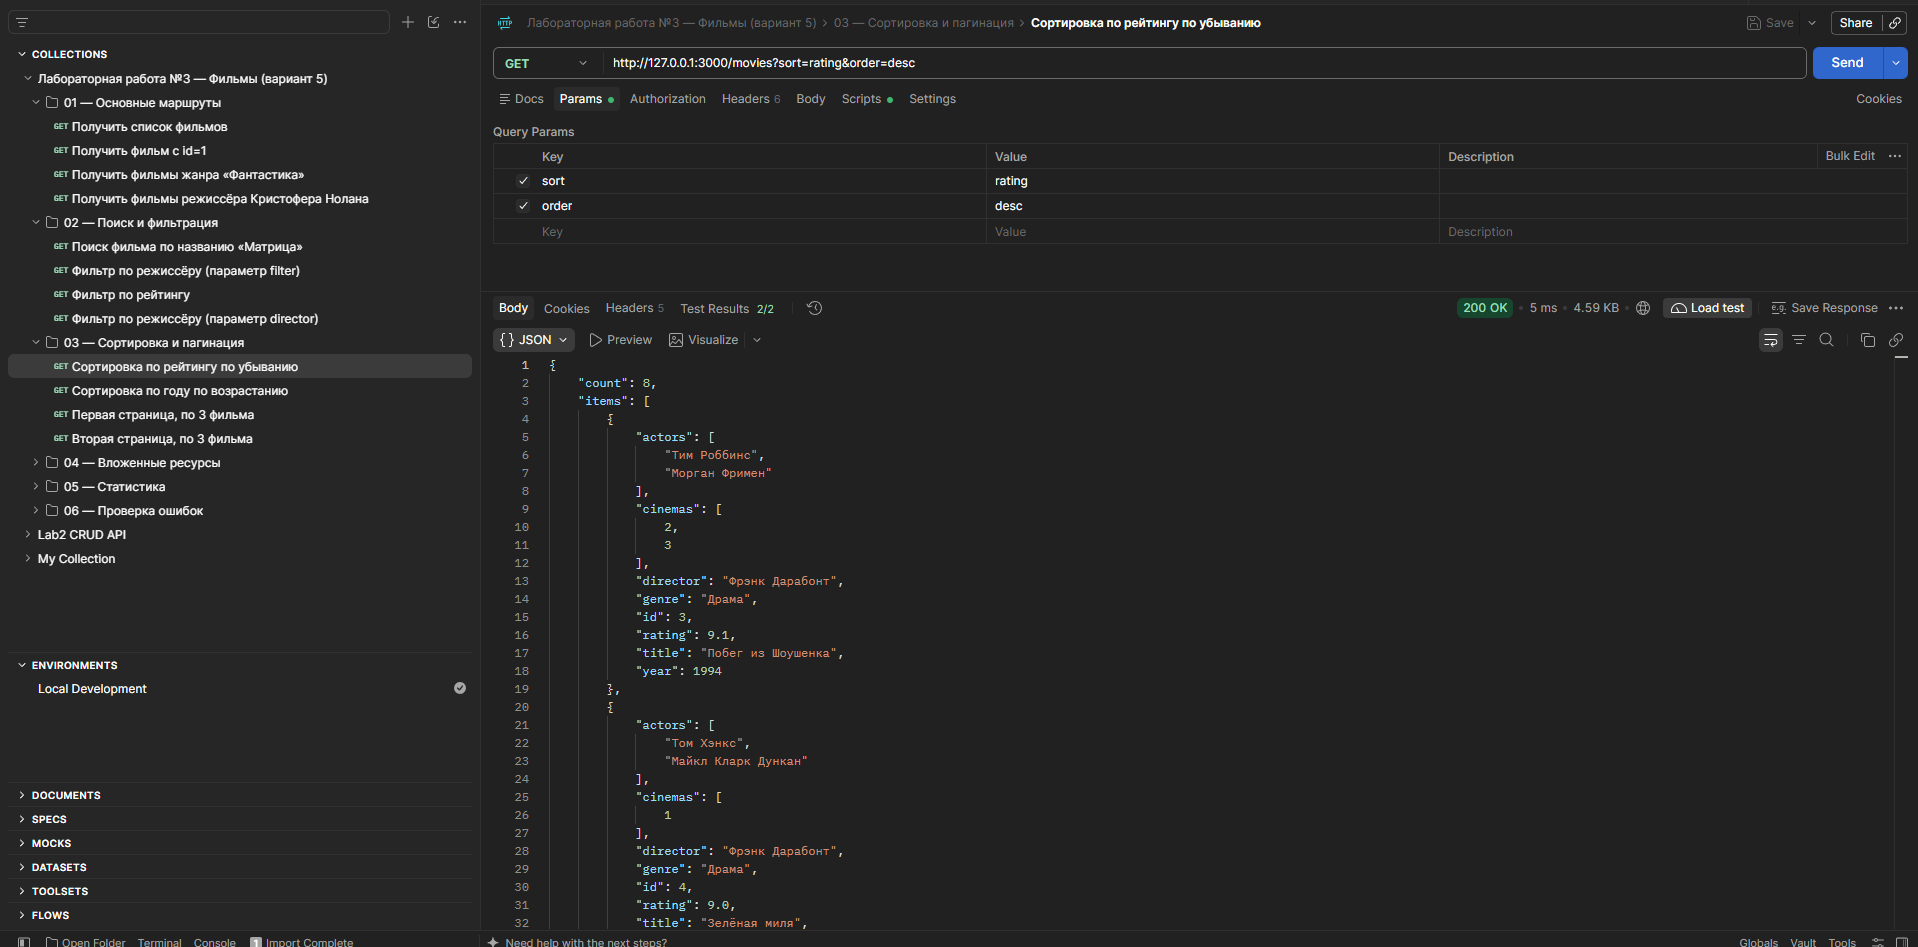 COLLECTIONS
Лабораторная работа №3 — Фильмы (вариант 5)
01 — Основные маршруты
GET Получить список фильмов
GET Получить фильм с id=1
GET Получить фильмы жанра «Фантастика»
GET Получить фильмы режиссёра Кристофера Нолана
02 — Поиск и фильтрация
GET Поиск фильма по названию «Матрица»
GET Фильтр по режиссёру (параметр filter)
GET Фильтр по рейтингу
GET Фильтр по режиссёру (параметр director)
03 — Сортировка и пагинация
GET Сортировка по рейтингу по убыванию
GET Сортировка по году по возрастанию
GET Первая страница, по 3 фильма
GET Вторая страница, по 3 фильма
04 — Вложенные ресурсы
05 — Статистика
06 — Проверка ошибок
Lab2 CRUD API
My Collection
ENVIRONMENTS
Local Development
DOCUMENTS
SPECS
MOCKS
DATASETS
TOOLSETS
FLOWS
HTTP Лабораторная работа №3 — Фильмы (вариант 5) > 03 — Сортировка и пагинация > Сортировка по рейтингу по убыванию
Save Share
GET http://127.0.0.1:3000/movies?sort=rating&order=desc Send
Docs Params Authorization Headers 6 Body Scripts Settings Cookies
Query Params
Key Value Description Bulk Edit
sort rating
order desc
Key Value Description
Body Cookies Headers 5 Test Results 2/2 200 OK 5 ms 4.59 KB Load test e.g. Save Response
{} JSON Preview Visualize
1 {
2 "count": 8,
3 "items": [
4 {
5 "actors": [
6 "Тим Роббинс",
7 "Морган Фримен"
8 ],
9 "cinemas": [
10 2,
11 3
12 ],
13 "director": "Фрэнк Дарабонт",
14 "genre": "Драма",
15 "id": 3,
16 "rating": 9.1,
17 "title": "Побег из Шоушенка",
18 "year": 1994
19 },
20 {
21 "actors": [
22 "Том Хэнкс",
23 "Майкл Кларк Дункан"
24 ],
25 "cinemas": [
26 1
27 ],
28 "director": "Фрэнк Дарабонт",
29 "genre": "Драма",
30 "id": 4,
31 "rating": 9.0,
32 "title": "Зелёная миля",
Open Folder Terminal Console 1 Import Complete Need help with the next steps? Globals Vault Tools